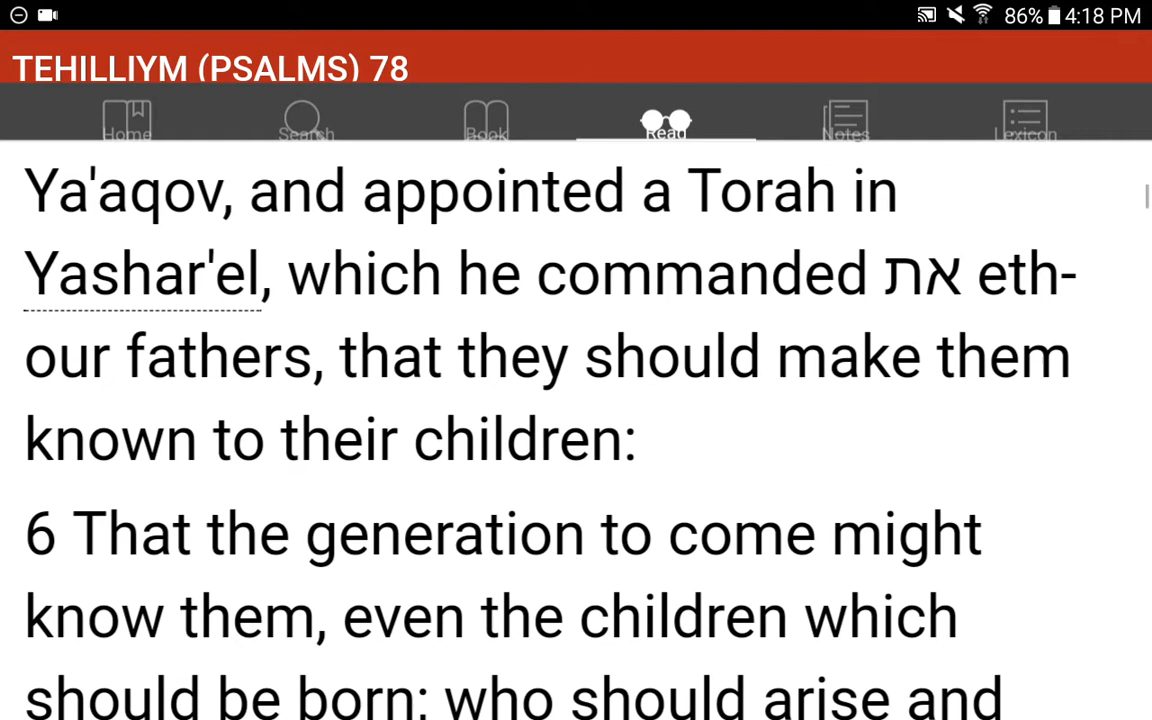 86% 4:18 PM
TEHILLIYM (PSALMS) 78
Home Search Book Read Notes Lexicon
Ya'aqov, and appointed a Torah in
Yashar'el, which he commanded את eth-
our fathers, that they should make them
known to their children:
6 That the generation to come might
know them, even the children which
should be born; who should arise and